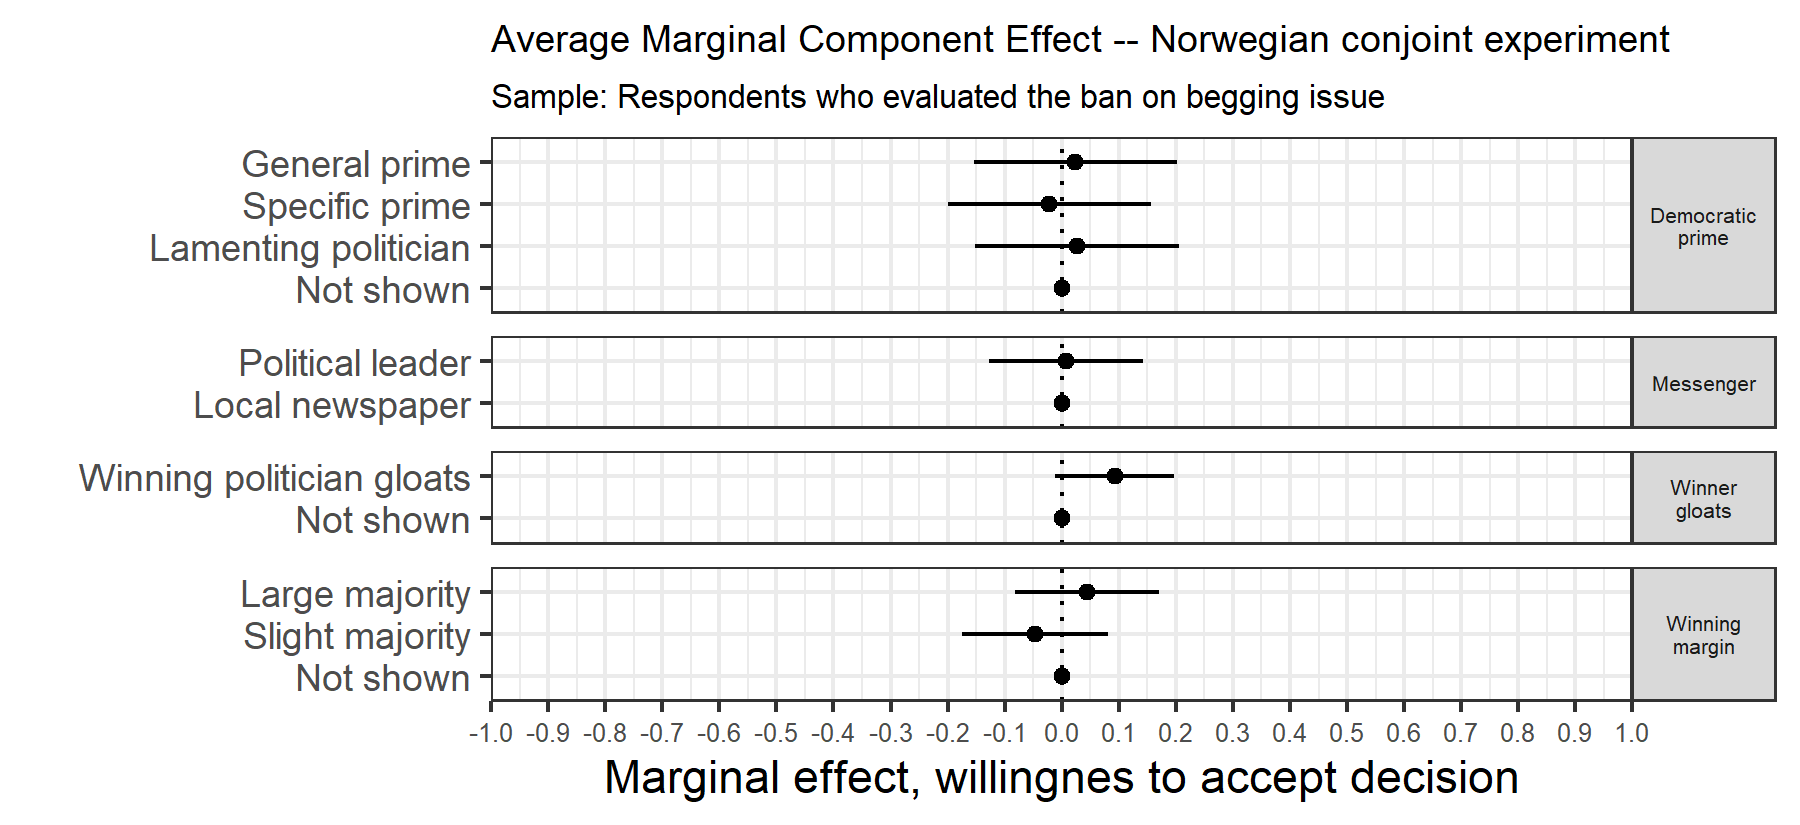 Average Marginal Component Effect -- Norwegian conjoint experiment
Sample: Respondents who evaluated the ban on begging issue
General prime
Specific prime
Lamenting politician
Not shown
Democratic
prime
Political leader
Local newspaper
Messenger
Winning politician gloats
Not shown
Winner
gloats
Large majority
Slight majority
Not shown
Winning
margin
-1.0 -0.9 -0.8 -0.7 -0.6 -0.5 -0.4 -0.3 -0.2 -0.1 0.0 0.1 0.2 0.3 0.4 0.5 0.6 0.7 0.8 0.9 1.0
Marginal effect, willingnes to accept decision